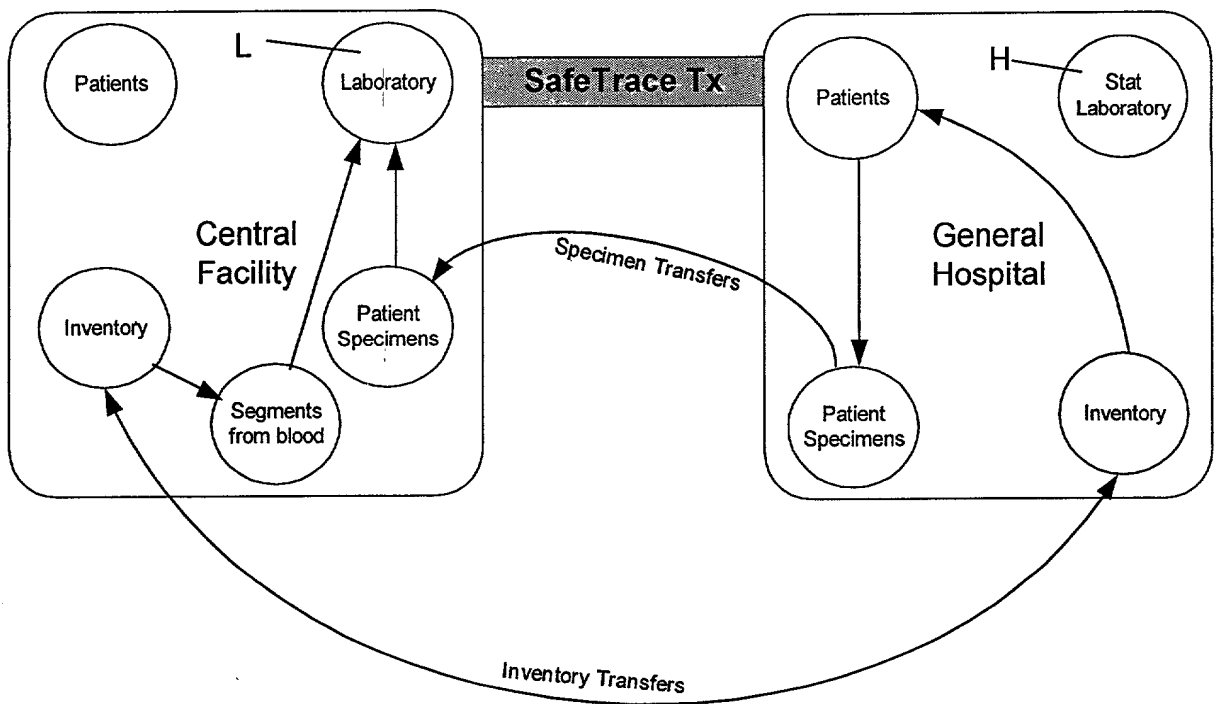 Patients
L
Laboratory
SafeTrace Tx
Patients
H
Stat
Laboratory
Central
Facility
Specimen Transfers
General
Hospital
Inventory
Patient
Specimens
Segments
from blood
Patient
Specimens
Inventory
Inventory Transfers